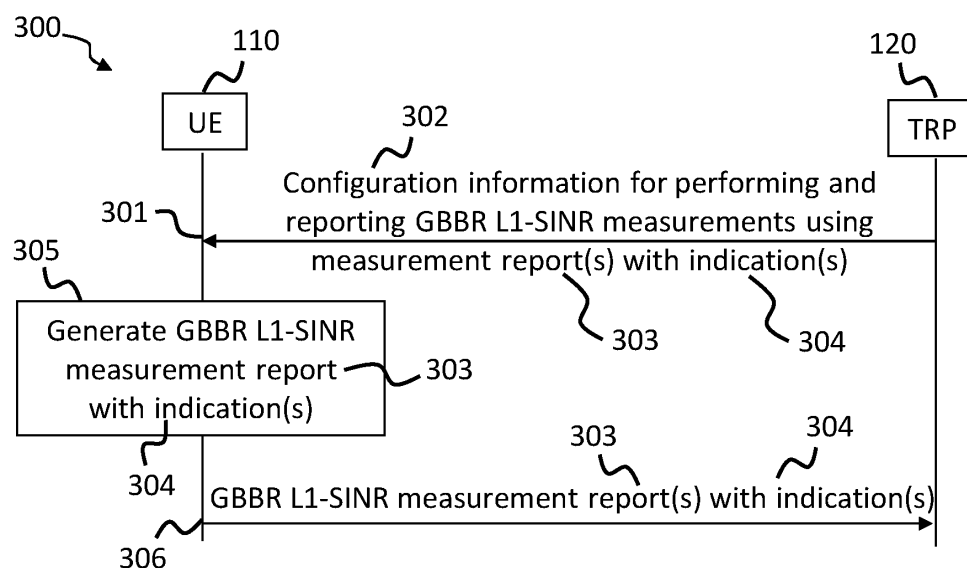 300
110
120
UE
TRP
302
Configuration information for performing and
reporting GBBR L1-SINR measurements using
measurement report(s) with indication(s)
301
305
303
304
Generate GBBR L1-SINR
measurement report
with indication(s)
303
304
303
304
GBBR L1-SINR measurement report(s) with indication(s)
306